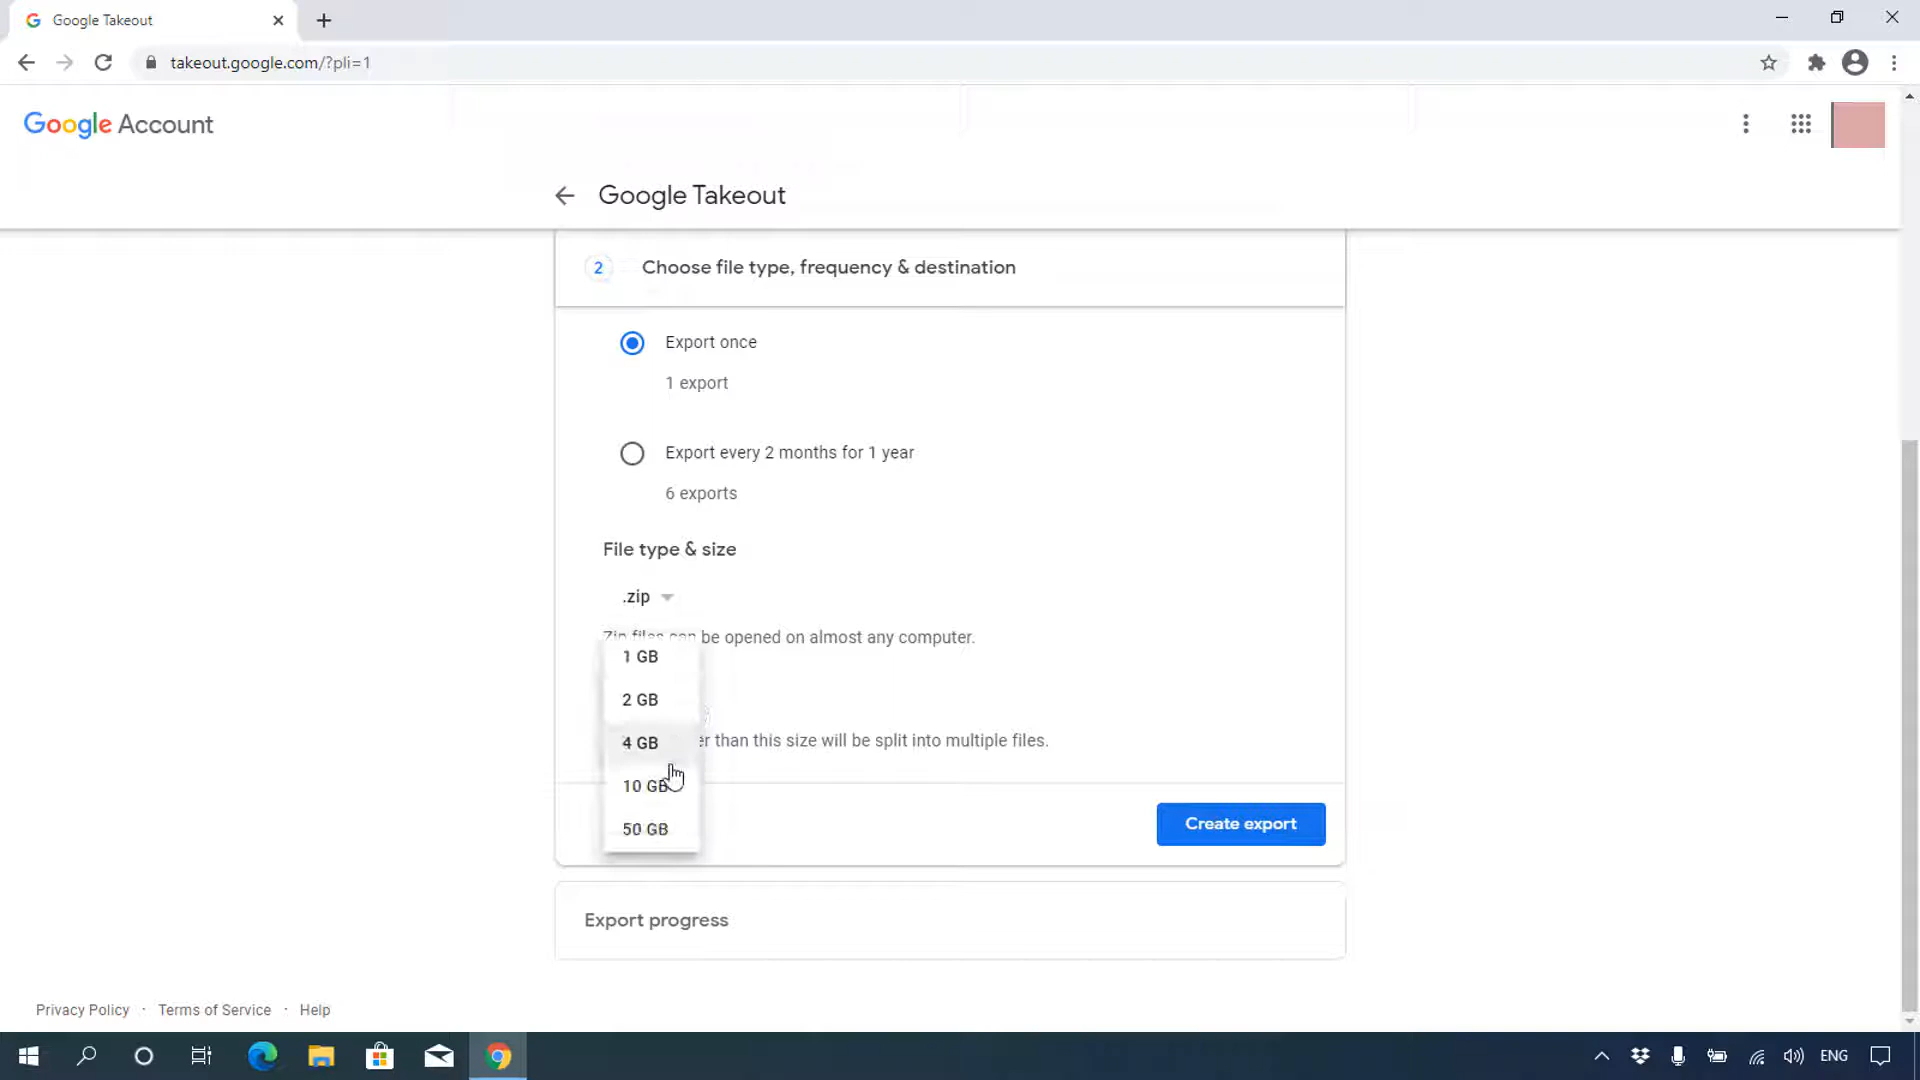 Google Takeout
takeout.google.com/?pli=1
Google Account
Google Takeout
2 Choose file type, frequency & destination
Export once
1 export
Export every 2 months for 1 year
6 exports
File type & size
.zip
Zip files can be opened on almost any computer.
1 GB
2 GB
4 GB
than this size will be split into multiple files.
10 GB
50 GB
Create export
Export progress
Privacy Policy · Terms of Service · Help
ENG